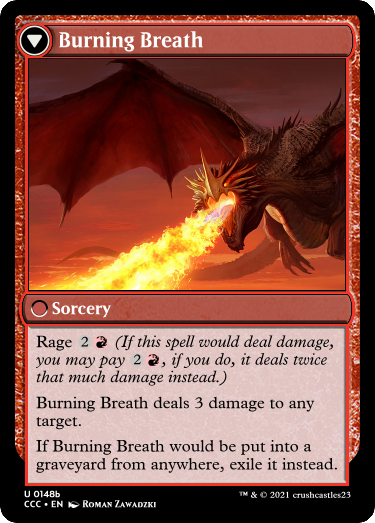 Burning Breath
Sorcery
Rage 2 (If this spell would deal damage,
you may pay 2 , if you do, it deals twice
that much damage instead.)
Burning Breath deals 3 damage to any
target.
If Burning Breath would be put into a
graveyard from anywhere, exile it instead.
U 0148b
CCC • EN Roman Zawadzki
™ & © 2021 crushcastles23